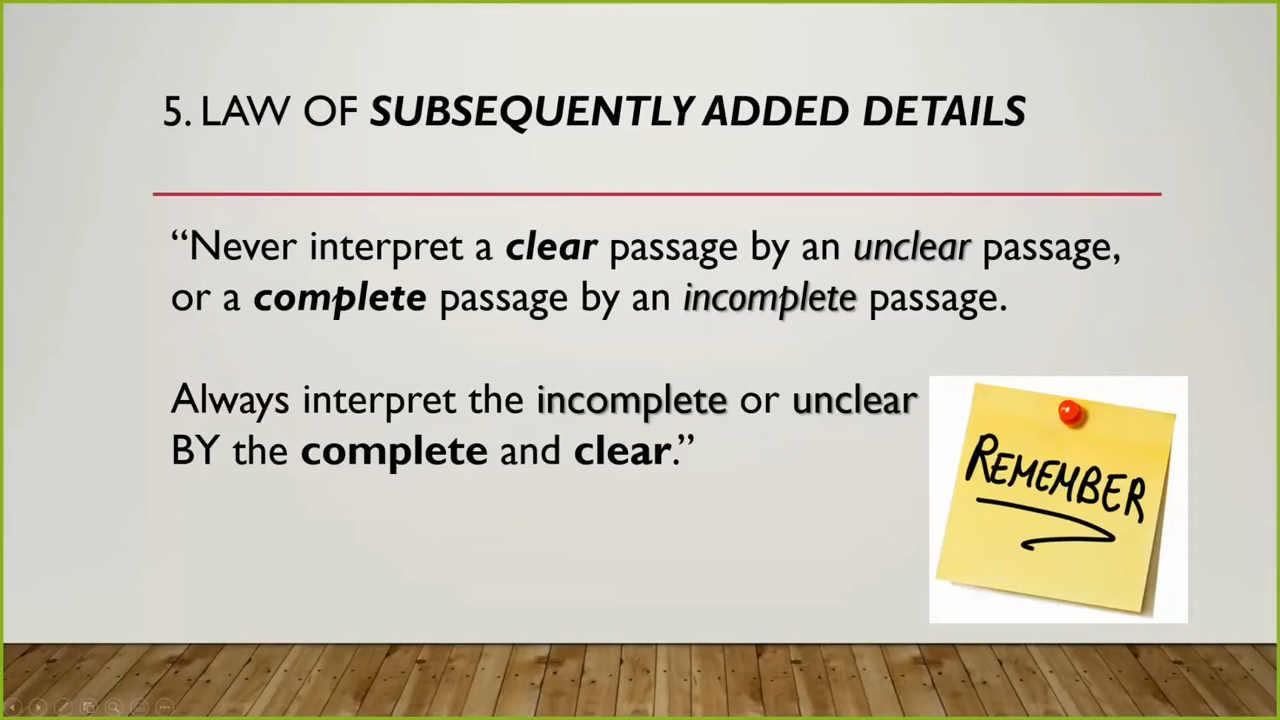 5. LAW OF SUBSEQUENTLY ADDED DETAILS
“Never interpret a clear passage by an unclear passage,
or a complete passage by an incomplete passage.
Always interpret the incomplete or unclear
BY the complete and clear.”
REMEMBER